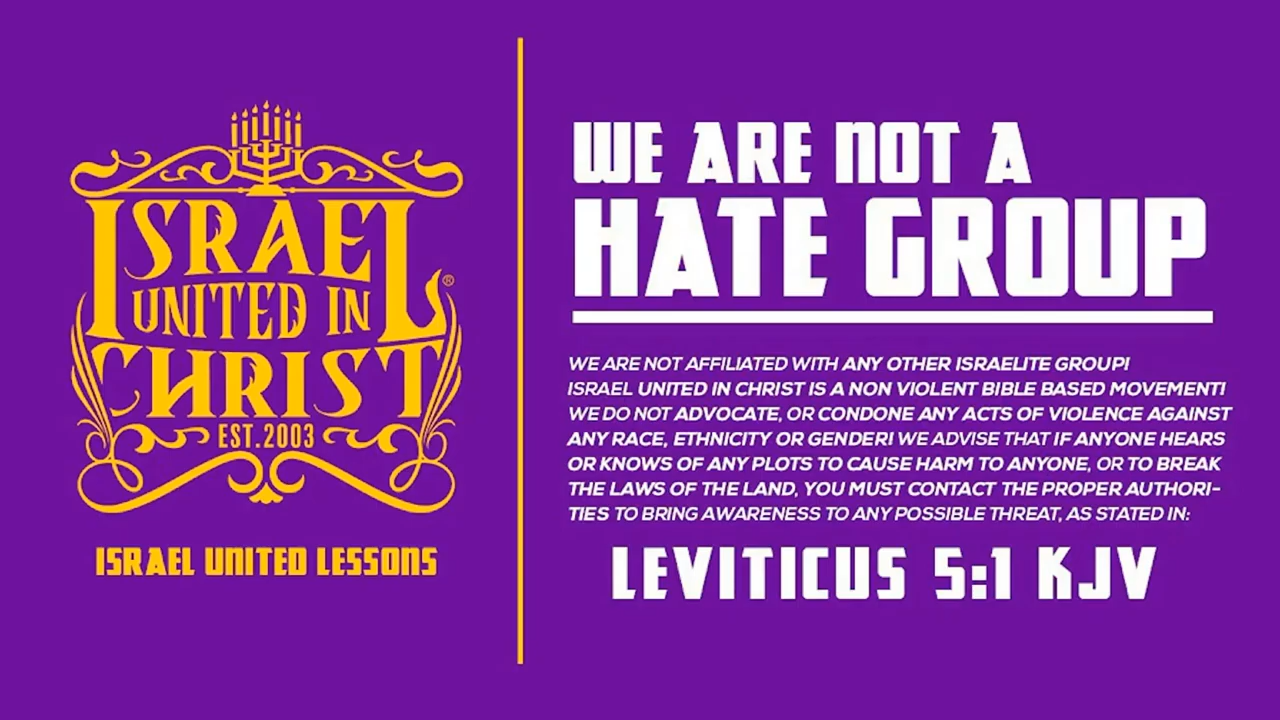 ISRAEL
UNITED IN
CHRIST
EST.2003
®
ISRAEL UNITED LESSONS
WE ARE NOT A
HATE GROUP
WE ARE NOT AFFILIATED WITH ANY OTHER ISRAELITE GROUP!
ISRAEL UNITED IN CHRIST IS A NON VIOLENT BIBLE BASED MOVEMENT!
WE DO NOT ADVOCATE, OR CONDONE ANY ACTS OF VIOLENCE AGAINST
ANY RACE, ETHNICITY OR GENDER! WE ADVISE THAT IF ANYONE HEARS
OR KNOWS OF ANY PLOTS TO CAUSE HARM TO ANYONE, OR TO BREAK
THE LAWS OF THE LAND, YOU MUST CONTACT THE PROPER AUTHORI-
TIES TO BRING AWARENESS TO ANY POSSIBLE THREAT, AS STATED IN:
LEVITICUS 5:1 KJV